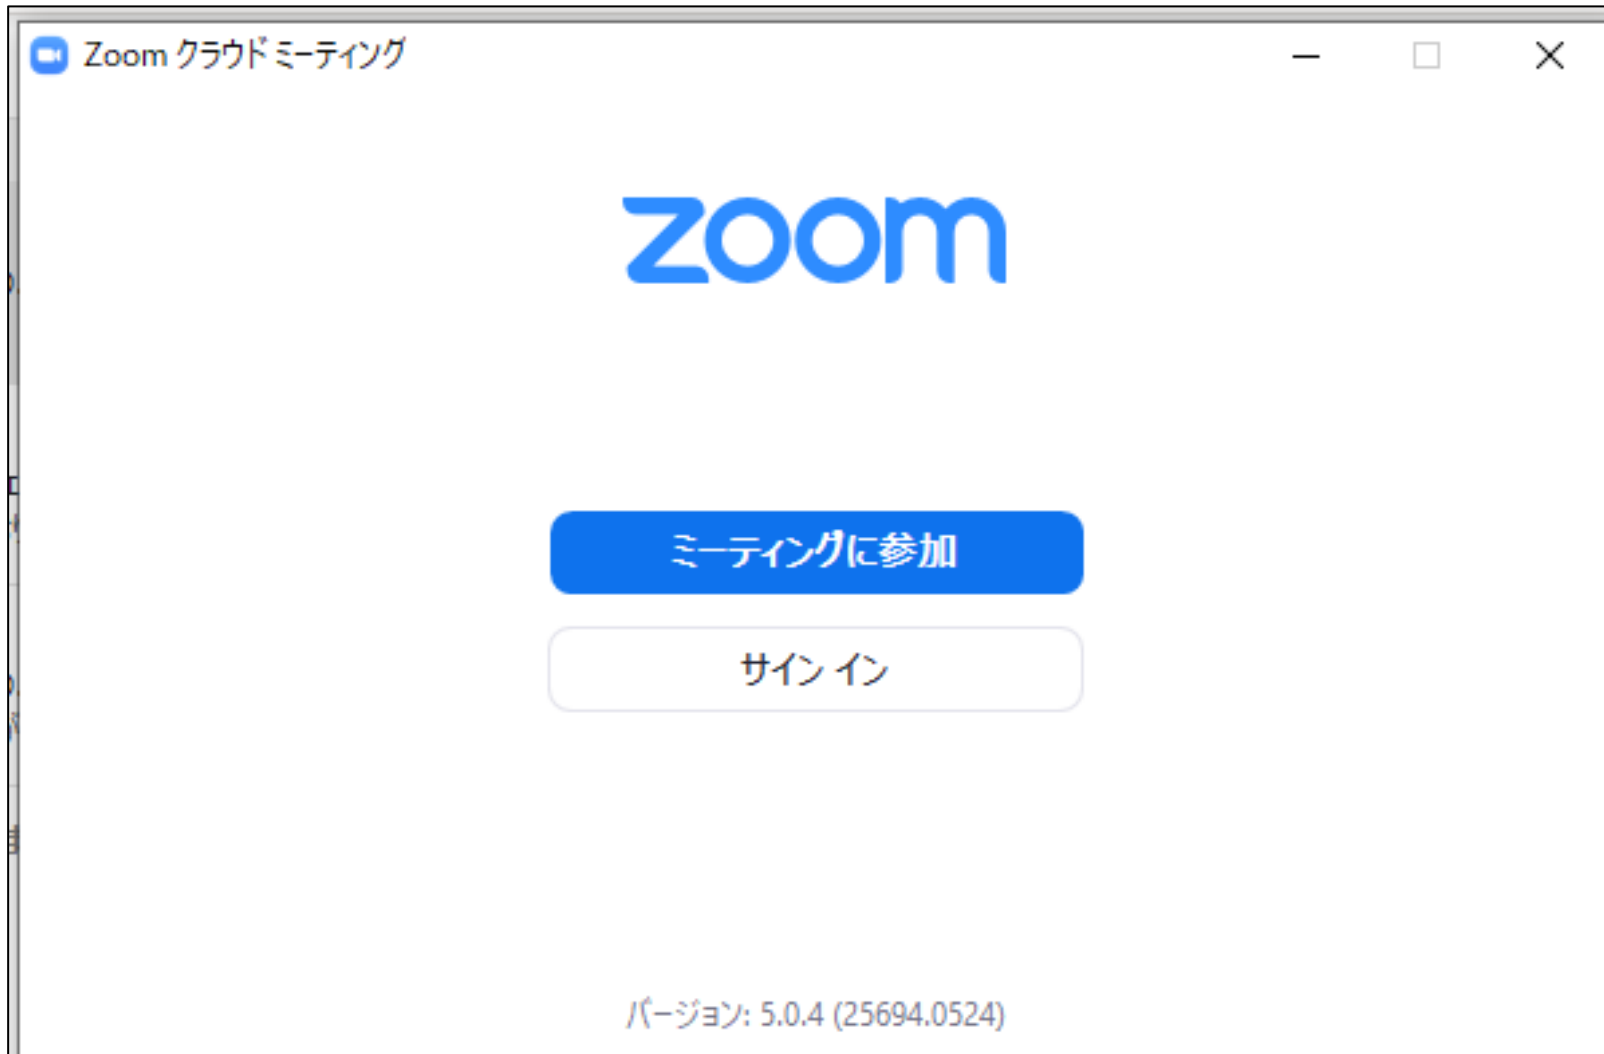 Zoom クラウド ミーティング
zoom
ミーティングに参加
サイン イン
バージョン: 5.0.4 (25694.0524)